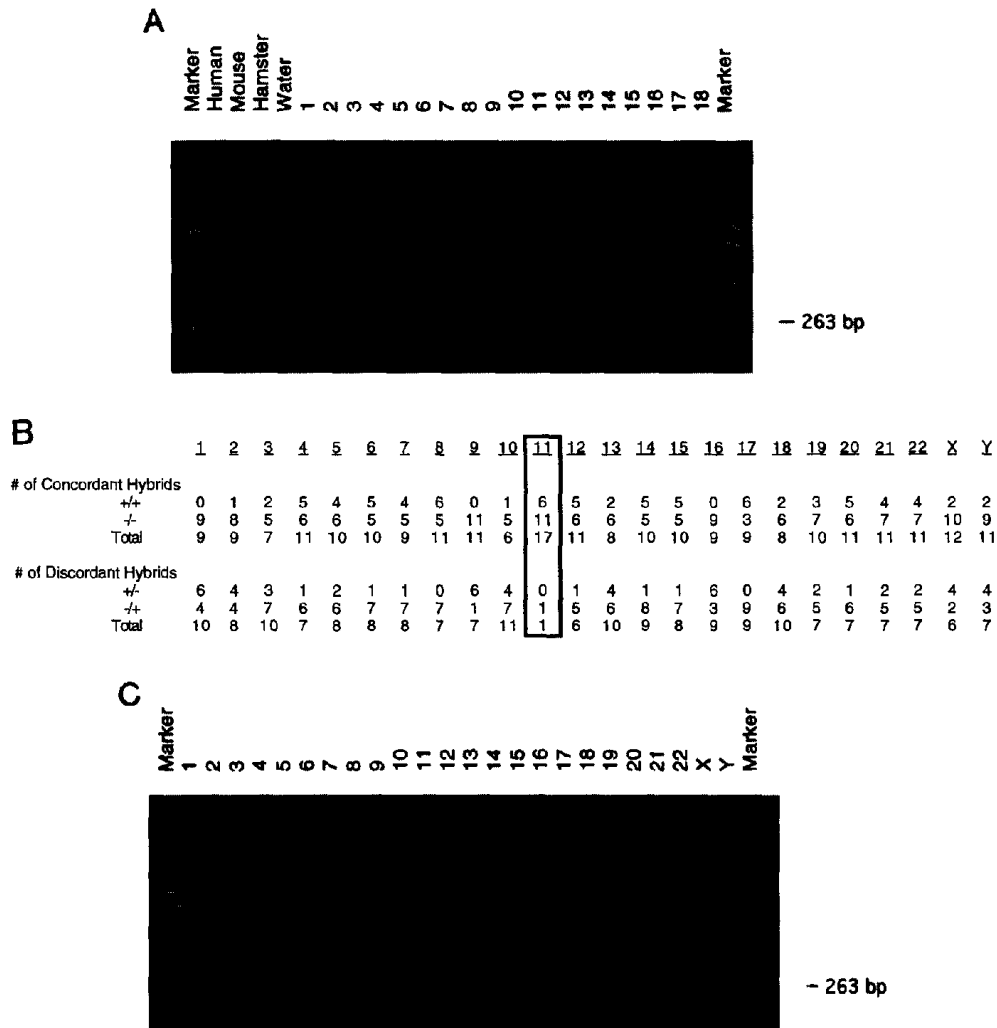 A
Marker Human Mouse Hamster Water 1 2 3 4 5 6 7 8 9 10 11 12 13 14 15 16 17 18 Marker
– 263 bp
B
1 2 3 4 5 6 7 8 9 10 11 12 13 14 15 16 17 18 19 20 21 22 X Y
# of Concordant Hybrids
+/+ 0 1 2 5 4 5 4 6 0 1 6 5 2 5 5 0 6 2 3 5 4 4 2 2
-/- 9 8 5 6 6 5 5 5 11 5 11 6 6 5 5 9 3 6 7 6 7 7 10 9
Total 9 9 7 11 10 10 9 11 11 6 17 11 8 10 10 9 9 8 10 11 11 11 12 11
# of Discordant Hybrids
+/- 6 4 3 1 2 1 1 0 6 4 0 1 4 1 1 6 0 4 2 1 2 2 4 4
-/+ 4 4 7 6 6 7 7 7 1 7 1 5 6 8 7 3 9 6 5 6 5 5 2 3
Total 10 8 10 7 8 8 8 7 7 11 1 6 10 9 8 9 9 10 7 7 7 7 6 7
C
Marker 1 2 3 4 5 6 7 8 9 10 11 12 13 14 15 16 17 18 19 20 21 22 X Y Marker
– 263 bp